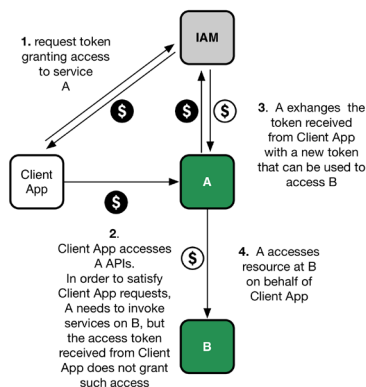 IAM
1. request token
granting access
to service
A
$
$
$
3. A exhanges the
token received
from Client App
with a new token
that can be used to
access B
Client
App
A
$
2.
Client App accesses
A APIs.
In order to satisfy
Client App requests,
A needs to invoke
services on B, but
the access token
received from Client
App does not grant
such access
$
4. A accesses
resource at B
on behalf of
Client App
B